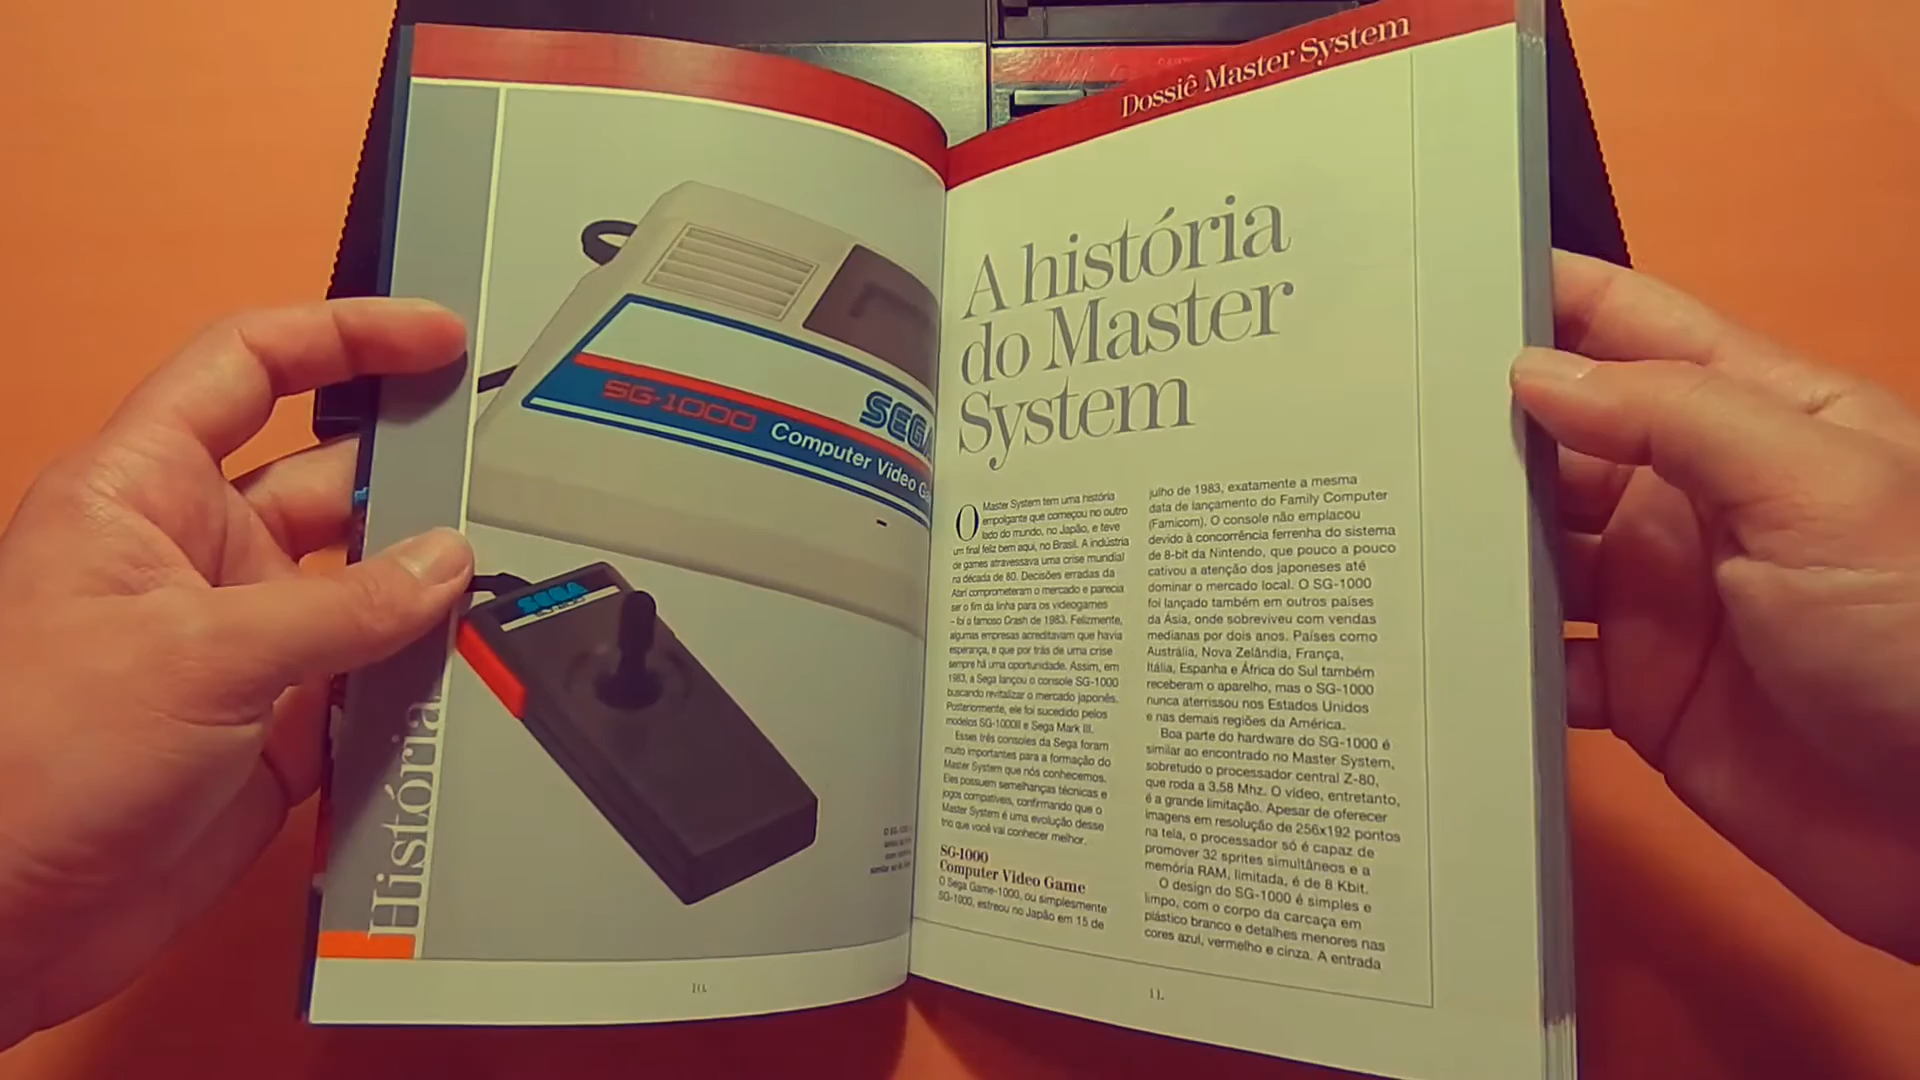 SEGA
SG-1000
Computer Video G
SEGA
História
10.
Dossiê Master System
A história
do Master
System
O Master System tem uma história
empolgante que começou no outro
lado do mundo, no Japão, e teve
um final feliz bem aqui, no Brasil. A indústria
de games atravessava uma crise mundial
na década de 80. Decisões erradas da
Atari comprometeram o mercado e parecia
ser o fim da linha para os videogames
– foi o famoso Crash de 1983. Felizmente,
algumas empresas acreditavam que havia
esperança, e que por trás de uma crise
sempre há uma oportunidade. Assim, em
1983, a Sega lançou o console SG-1000
buscando revitalizar o mercado japonês.
Posteriormente, ele foi sucedido pelos
modelos SG-1000II e Sega Mark III.
Esses três consoles da Sega foram
muito importantes para a formação do
Master System que nós conhecemos.
Eles possuem semelhanças técnicas e
jogos compatíveis, confirmando que o
Master System é uma evolução desse
trio que você vai conhecer melhor.
SG-1000
Computer Video Game
O Sega Game-1000, ou simplesmente
SG-1000, estreou no Japão em 15 de
julho de 1983, exatamente a mesma
data de lançamento do Family Computer
(Famicom). O console não emplacou
devido à concorrência ferrenha do sistema
de 8-bit da Nintendo, que pouco a pouco
cativou a atenção dos japoneses até
dominar o mercado local. O SG-1000
foi lançado também em outros países
da Ásia, onde sobreviveu com vendas
medianas por dois anos. Países como
Austrália, Nova Zelândia, França,
Itália, Espanha e África do Sul também
receberam o aparelho, mas o SG-1000
nunca aterrissou nos Estados Unidos
e nas demais regiões da América.
Boa parte do hardware do SG-1000 é
similar ao encontrado no Master System,
sobretudo o processador central Z-80,
que roda a 3,58 Mhz. O vídeo, entretanto,
é a grande limitação. Apesar de oferecer
imagens em resolução de 256x192 pontos
na tela, o processador só é capaz de
promover 32 sprites simultâneos e a
memória RAM, limitada, é de 8 Kbit.
O design do SG-1000 é simples e
limpo, com o corpo da carcaça em
plástico branco e detalhes menores nas
cores azul, vermelho e cinza. A entrada
11.